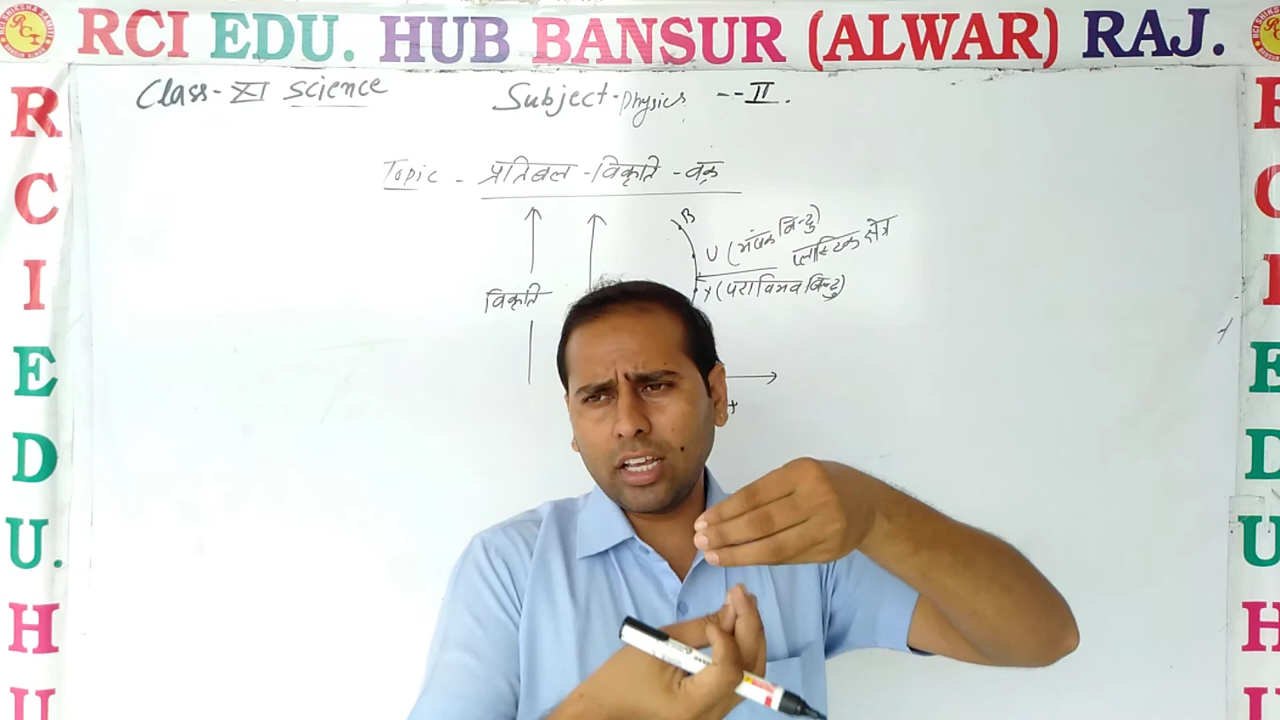 RCI EDU. HUB BANSUR (ALWAR) RAJ.
Class - XI Science
Subject - Physics -- II.
Topic - प्रतिबल - विकृति - वक्र
B
U (भंजक बिन्दु)
प्लास्टिक क्षेत्र
विकृति
Y (पराविभव बिन्दु)
R
C
I
E
D
U.
H
U
E
D
U
H